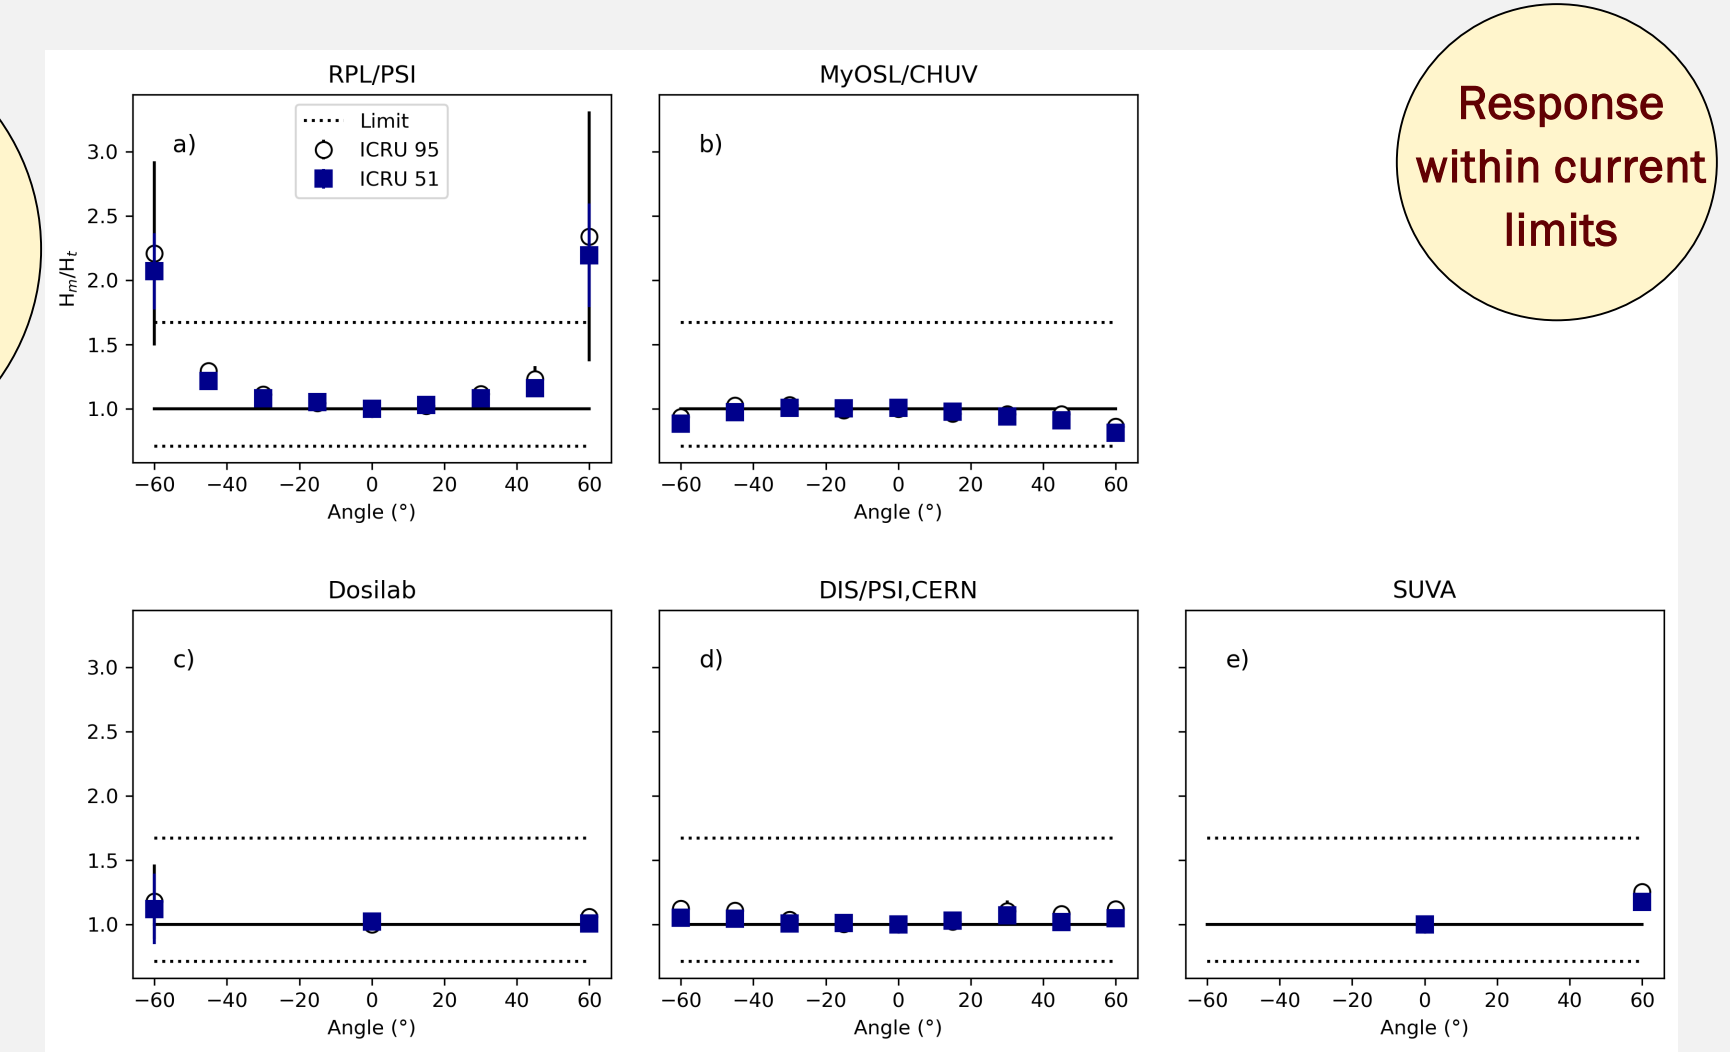 Response
within current
limits
RPL/PSI
a)
Limit
ICRU 95
ICRU 51
3.0
2.5
2.0
1.5
1.0
Hm/Ht
−60 −40 −20 0 20 40 60
Angle (°)
MyOSL/CHUV
b)
−60 −40 −20 0 20 40 60
Angle (°)
Dosilab
c)
3.0
2.5
2.0
1.5
1.0
−60 −40 −20 0 20 40 60
Angle (°)
DIS/PSI,CERN
d)
−60 −40 −20 0 20 40 60
Angle (°)
SUVA
e)
−60 −40 −20 0 20 40 60
Angle (°)